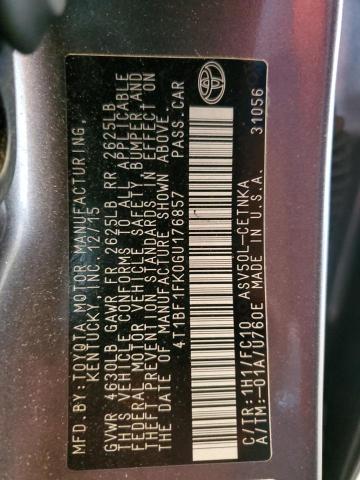 MFD. BY: TOYOTA MOTOR MANUFACTURING,
KENTUCKY, INC. 12/15
GVWR 4630LB GAWR FR 2625LB RR 2625LB
THIS VEHICLE CONFORMS TO ALL APPLICABLE
FEDERAL MOTOR VEHICLE SAFETY, BUMPER AND
THEFT PREVENTION STANDARDS IN EFFECT ON
THE DATE OF MANUFACTURE SHOWN ABOVE.
4T1BF1FK0GU176857 PASS.CAR
C/TR:1H1/FC10 ASV50L-CETNKA
A/TM:-01A/U760E MADE IN U.S.A. 31056